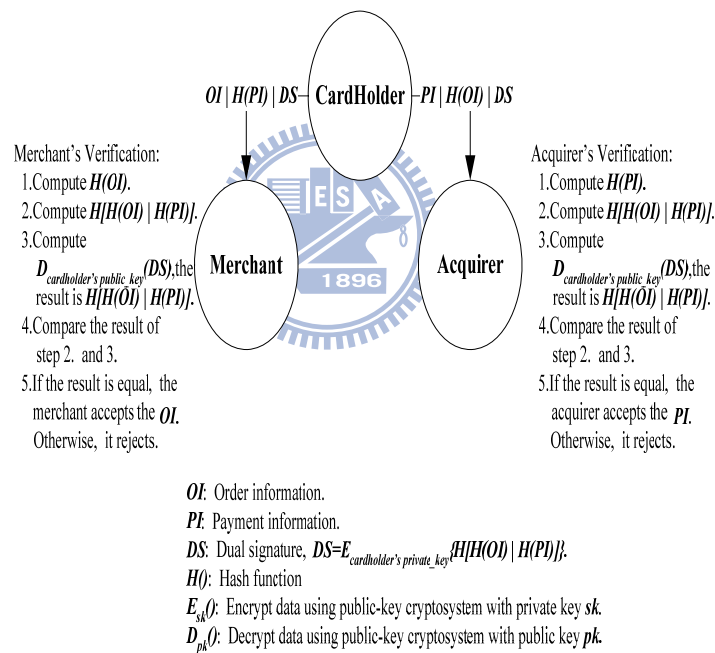 OI | H(PI) | DS
CardHolder
PI | H(OI) | DS
Merchant's Verification:
1.Compute H(OI).
2.Compute H[H(OI) | H(PI)].
3.Compute
D cardholder's public_key (DS),the
result is H[H(OI) | H(PI)].
4.Compare the result of
step 2. and 3.
5.If the result is equal, the
merchant accepts the OI.
Otherwise, it rejects.
Merchant
ES
A
1896
Acquirer
Acquirer's Verification:
1.Compute H(PI).
2.Compute H[H(OI) | H(PI)].
3.Compute
D cardholder's public_key (DS),the
result is H[H(OI) | H(PI)].
4.Compare the result of
step 2. and 3.
5.If the result is equal, the
acquirer accepts the PI.
Otherwise, it rejects.
OI: Order information.
PI: Payment information.
DS: Dual signature, DS=E cardholder's private_key {H[H(OI) | H(PI)]}.
H(): Hash function
E sk (): Encrypt data using public-key cryptosystem with private key sk.
D pk (): Decrypt data using public-key cryptosystem with public key pk.